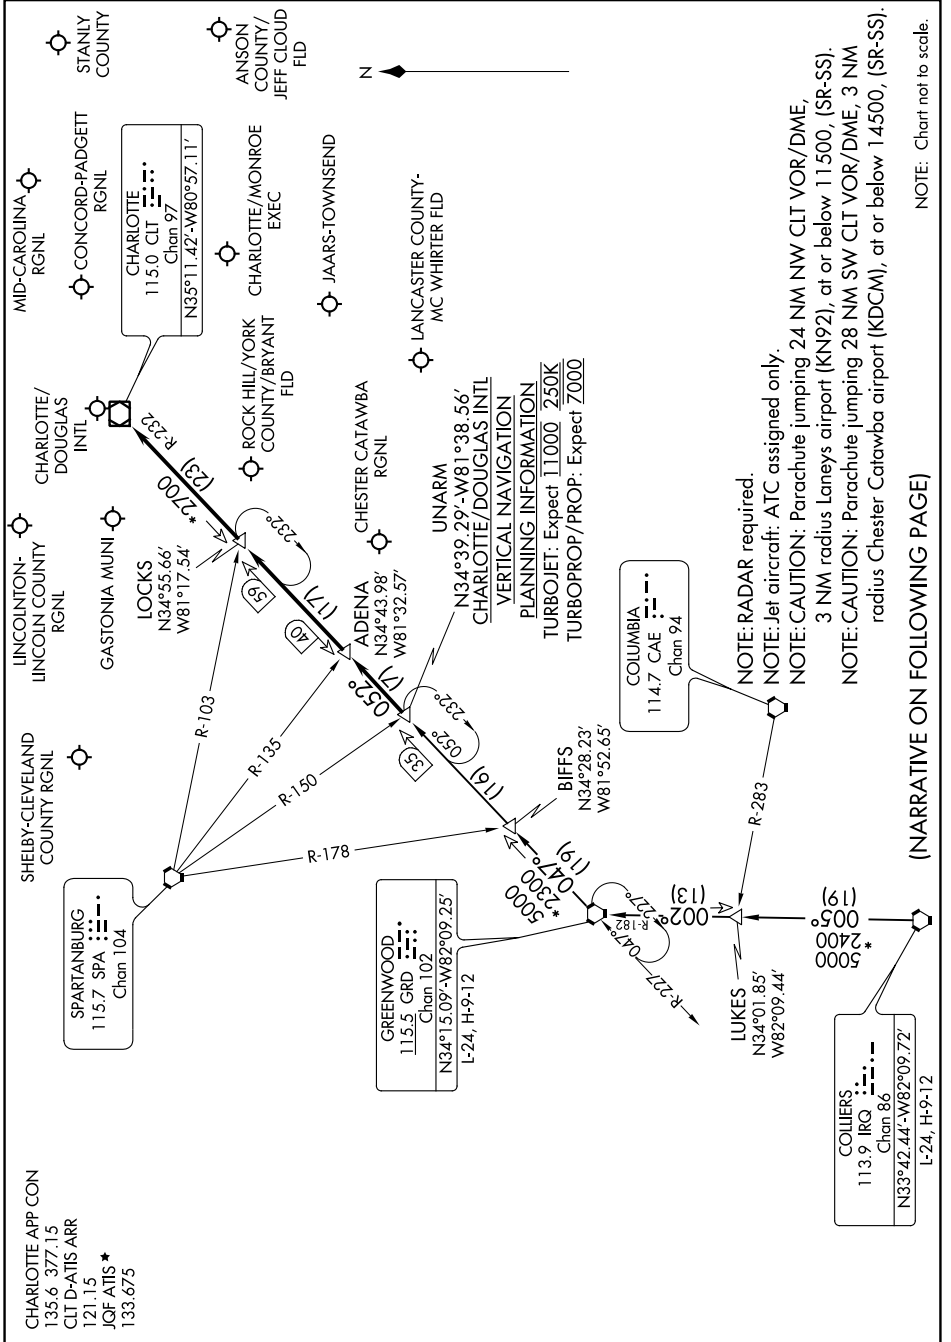 CHARLOTTE APP CON
135.6 377.15
CLT D-ATIS ARR
121.15
JQF ATIS ★
133.675
SHELBY-CLEVELAND
COUNTY RGNL
LINCOLNTON-
LINCOLN COUNTY
RGNL
GASTONIA MUNI
CHARLOTTE/
DOUGLAS
INTL
MID-CAROLINA
RGNL
CONCORD-PADGETT
RGNL
STANLY
COUNTY
ANSON
COUNTY/
JEFF CLOUD
FLD
CHARLOTTE
115.0 CLT
Chan 97
N35°11.42'-W80°57.11'
CHARLOTTE/MONROE
EXEC
JAARS-TOWNSEND
LANCASTER COUNTY-
MC WHIRTER FLD
ROCK HILL/YORK
COUNTY/BRYANT
FLD
CHESTER CATAWBA
RGNL
N
R-232
(23)
*2700
LOCKS
N34°55.66'
W81°17.54'
232°
59
(17)
40
ADENA
N34°43.98'
W81°32.57'
(7)
052°
UNARM
N34°39.29'-W81°38.56'
CHARLOTTE/DOUGLAS INTL
VERTICAL NAVIGATION
PLANNING INFORMATION
TURBOJET: Expect 11000 250K
TURBOPROP/PROP: Expect 7000
232°
052°
35
(16)
BIFFS
N34°28.23'
W81°52.65'
SPARTANBURG
115.7 SPA
Chan 104
R-103
R-135
R-150
R-178
5000
*2300
047°
(19)
GREENWOOD
115.5 GRD
Chan 102
N34°15.09'-W82°09.25'
L-24, H-9-12
227°
047°
R-182
R-227
002°
(13)
LUKES
N34°01.85'
W82°09.44'
COLUMBIA
114.7 CAE
Chan 94
R-283
5000
*2400
005°
(19)
COLLIERS
113.9 IRQ
Chan 86
N33°42.44'-W82°09.72'
L-24, H-9-12
NOTE: RADAR required.
NOTE: Jet aircraft: ATC assigned only.
NOTE: CAUTION: Parachute jumping 24 NM NW CLT VOR/DME,
3 NM radius Laneys airport (KN92), at or below 11500, (SR-SS).
NOTE: CAUTION: Parachute jumping 28 NM SW CLT VOR/DME, 3 NM
radius Chester Catawba airport (KDCM), at or below 14500, (SR-SS).
(NARRATIVE ON FOLLOWING PAGE)
NOTE: Chart not to scale.